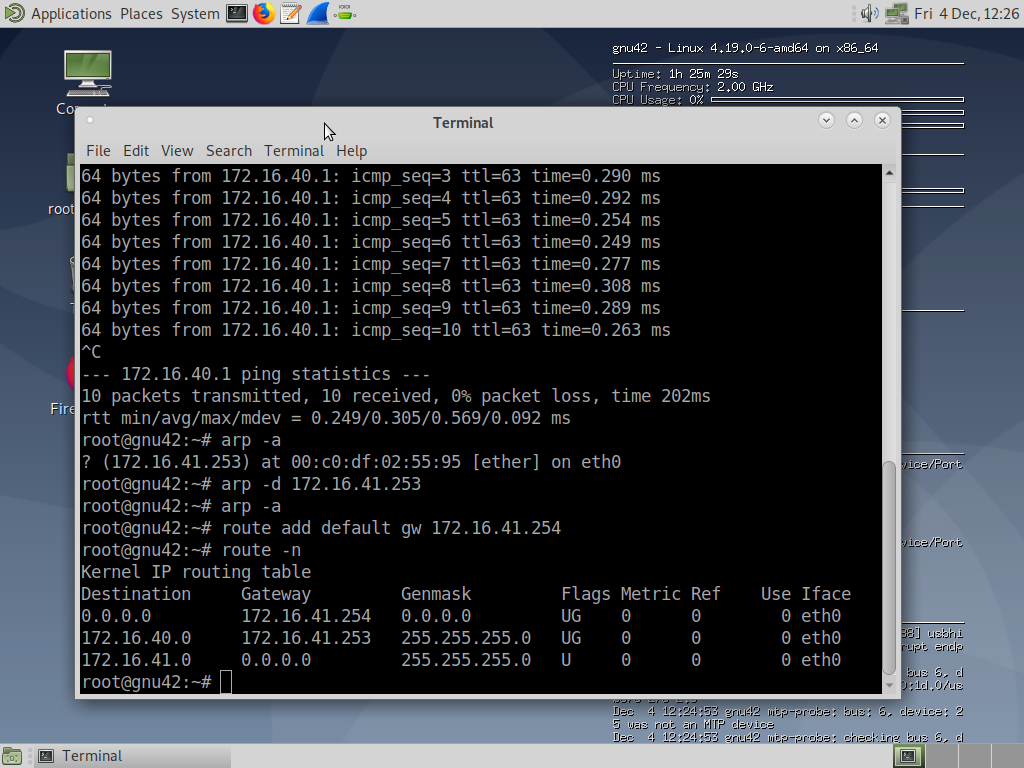 Applications Places System
Fri 4 Dec, 12:26
gnu42 - Linux 4.19.0-6-amd64 on x86_64
Uptime: 1h 25m 29s
CPU Frequency: 2.00 GHz
CPU Usage: 0%
Terminal
File Edit View Search Terminal Help
64 bytes from 172.16.40.1: icmp_seq=3 ttl=63 time=0.290 ms
64 bytes from 172.16.40.1: icmp_seq=4 ttl=63 time=0.292 ms
64 bytes from 172.16.40.1: icmp_seq=5 ttl=63 time=0.254 ms
64 bytes from 172.16.40.1: icmp_seq=6 ttl=63 time=0.249 ms
64 bytes from 172.16.40.1: icmp_seq=7 ttl=63 time=0.277 ms
64 bytes from 172.16.40.1: icmp_seq=8 ttl=63 time=0.308 ms
64 bytes from 172.16.40.1: icmp_seq=9 ttl=63 time=0.289 ms
64 bytes from 172.16.40.1: icmp_seq=10 ttl=63 time=0.263 ms
^C
--- 172.16.40.1 ping statistics ---
10 packets transmitted, 10 received, 0% packet loss, time 202ms
rtt min/avg/max/mdev = 0.249/0.305/0.569/0.092 ms
root@gnu42:~# arp -a
? (172.16.41.253) at 00:c0:df:02:55:95 [ether] on eth0
root@gnu42:~# arp -d 172.16.41.253
root@gnu42:~# arp -a
root@gnu42:~# route add default gw 172.16.41.254
root@gnu42:~# route -n
Kernel IP routing table
Destination Gateway Genmask Flags Metric Ref Use Iface
0.0.0.0 172.16.41.254 0.0.0.0 UG 0 0 0 eth0
172.16.40.0 172.16.41.253 255.255.255.0 UG 0 0 0 eth0
172.16.41.0 0.0.0.0 255.255.255.0 U 0 0 0 eth0
root@gnu42:~#
root
Fire
vice/Port
vice/Port
usbhi
rupt endp
bus 6, d
Dec 4 12:24:53 gnu42 mtp-probe: bus: 6, device: 2
5 was not an MTP device
Dec 4 12:24:53 gnu42 mtp-probe: checking bus 6, d
Terminal